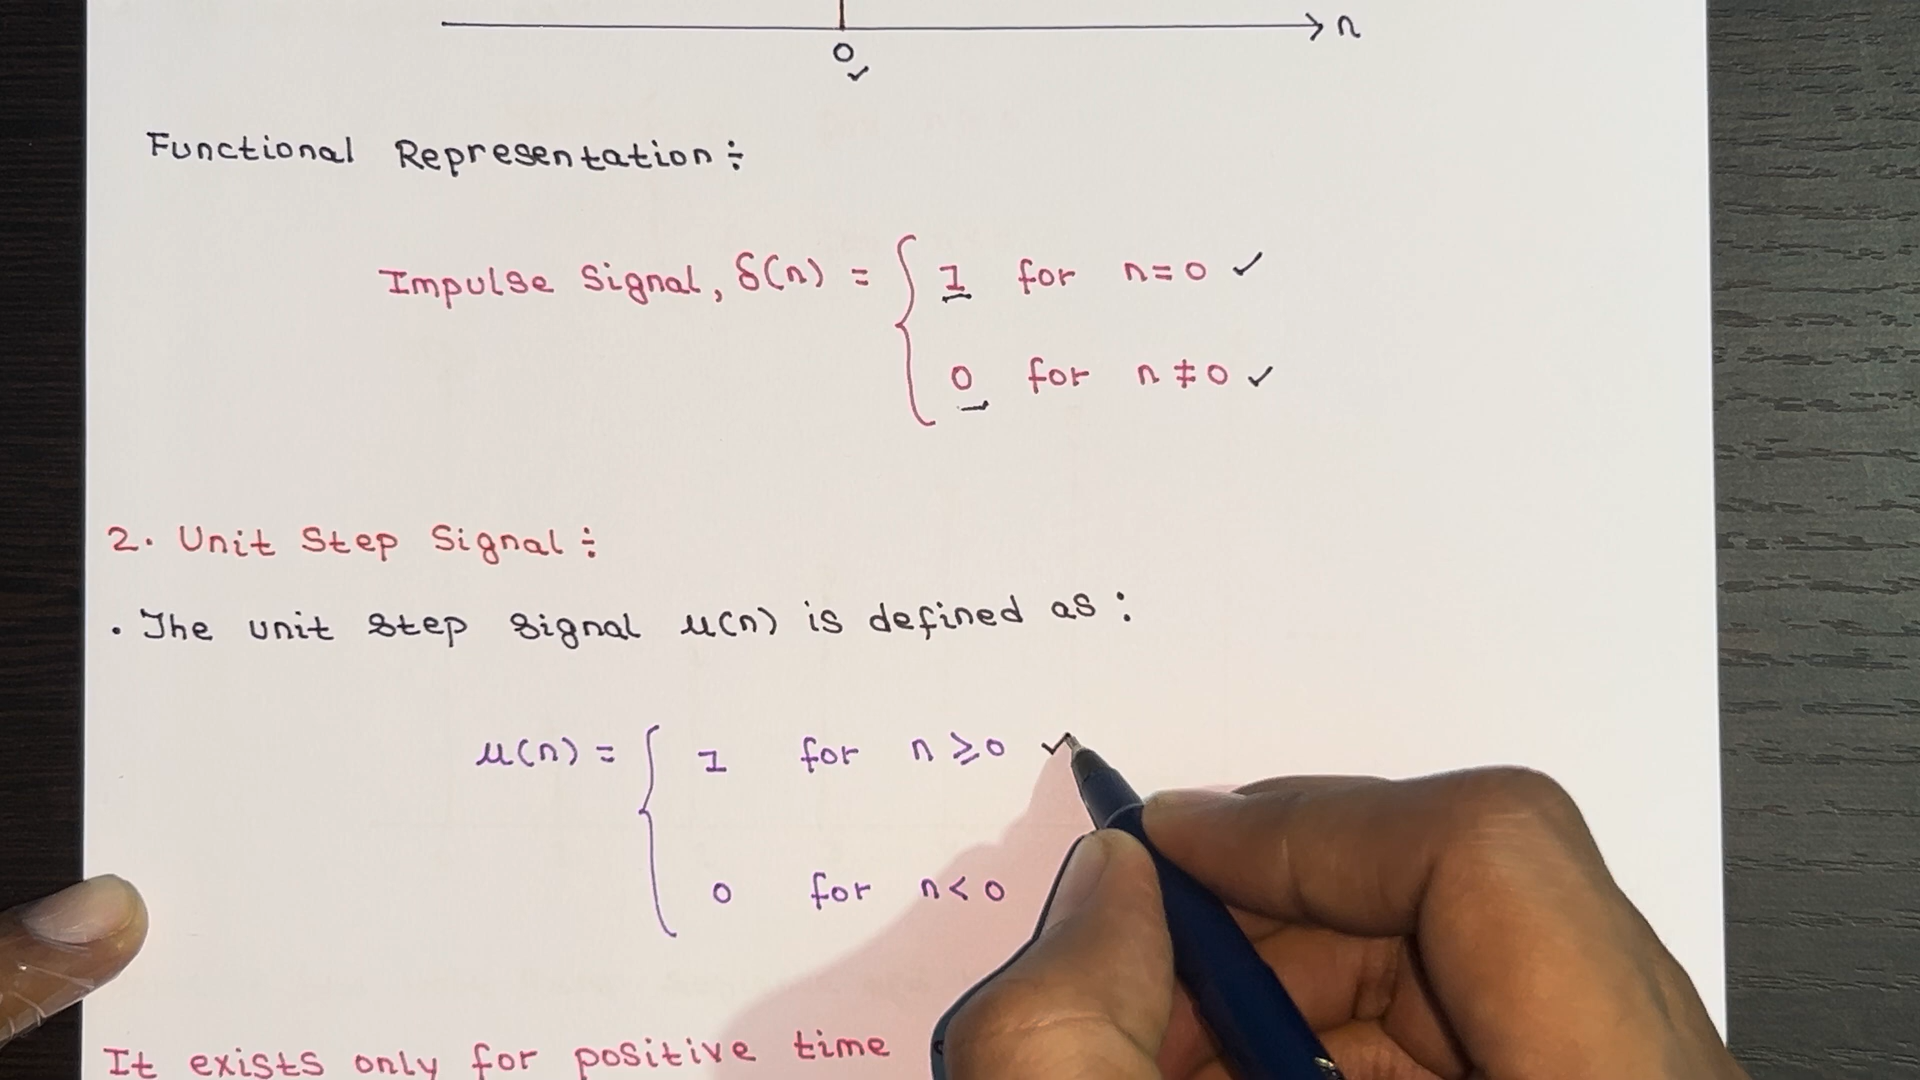 n
0
Functional Representation :
Impulse Signal, δ(n) = { 1 for n=0 ✓
0 for n≠0 ✓
2. Unit Step Signal :
• The unit step signal u(n) is defined as :
u(n) = { 1 for n≥0 ✓
0 for n<0
It exists only for positive time